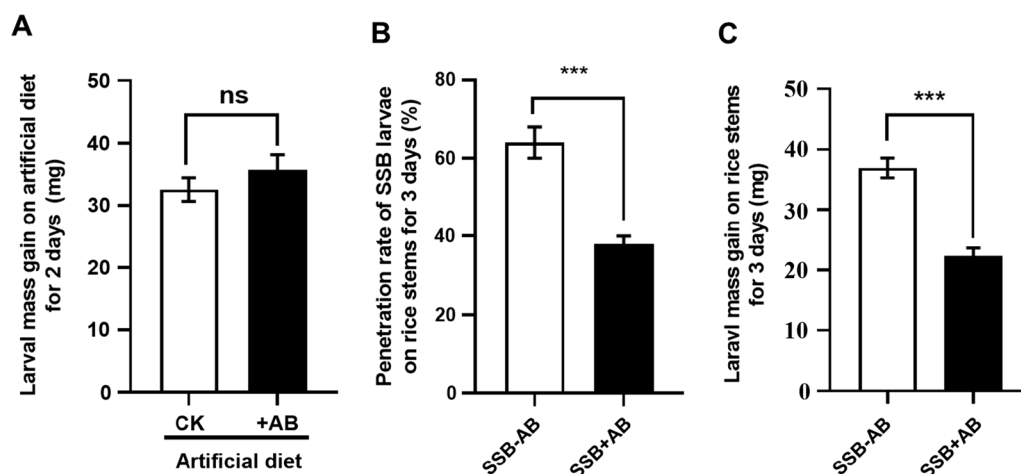 A
Larval mass gain on artificial diet
for 2 days (mg)
50
40
30
20
10
0
ns
CK +AB
Artificial diet
B
Penetration rate of SSB larvae
on rice stems for 3 days (%)
80
60
40
20
0
***
SSB-AB
SSB+AB
C
Laravl mass gain on rice stems
for 3 days (mg)
50
40
30
20
10
0
***
SSB-AB
SSB+AB